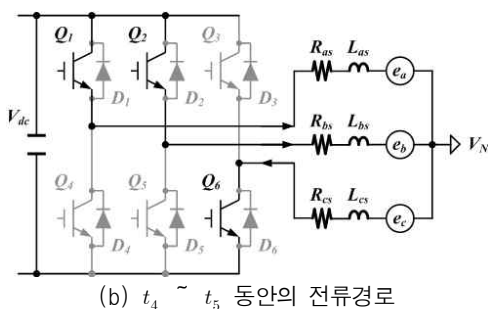 Q1 Q2 Q3
D1 D2 D3
Ras Las ea
Vdc
Rbs Lbs eb VN
Q4 Q5 Q6
Rcs Lcs ec
D4 D5 D6
(b) t4 ~ t5 동안의 전류경로